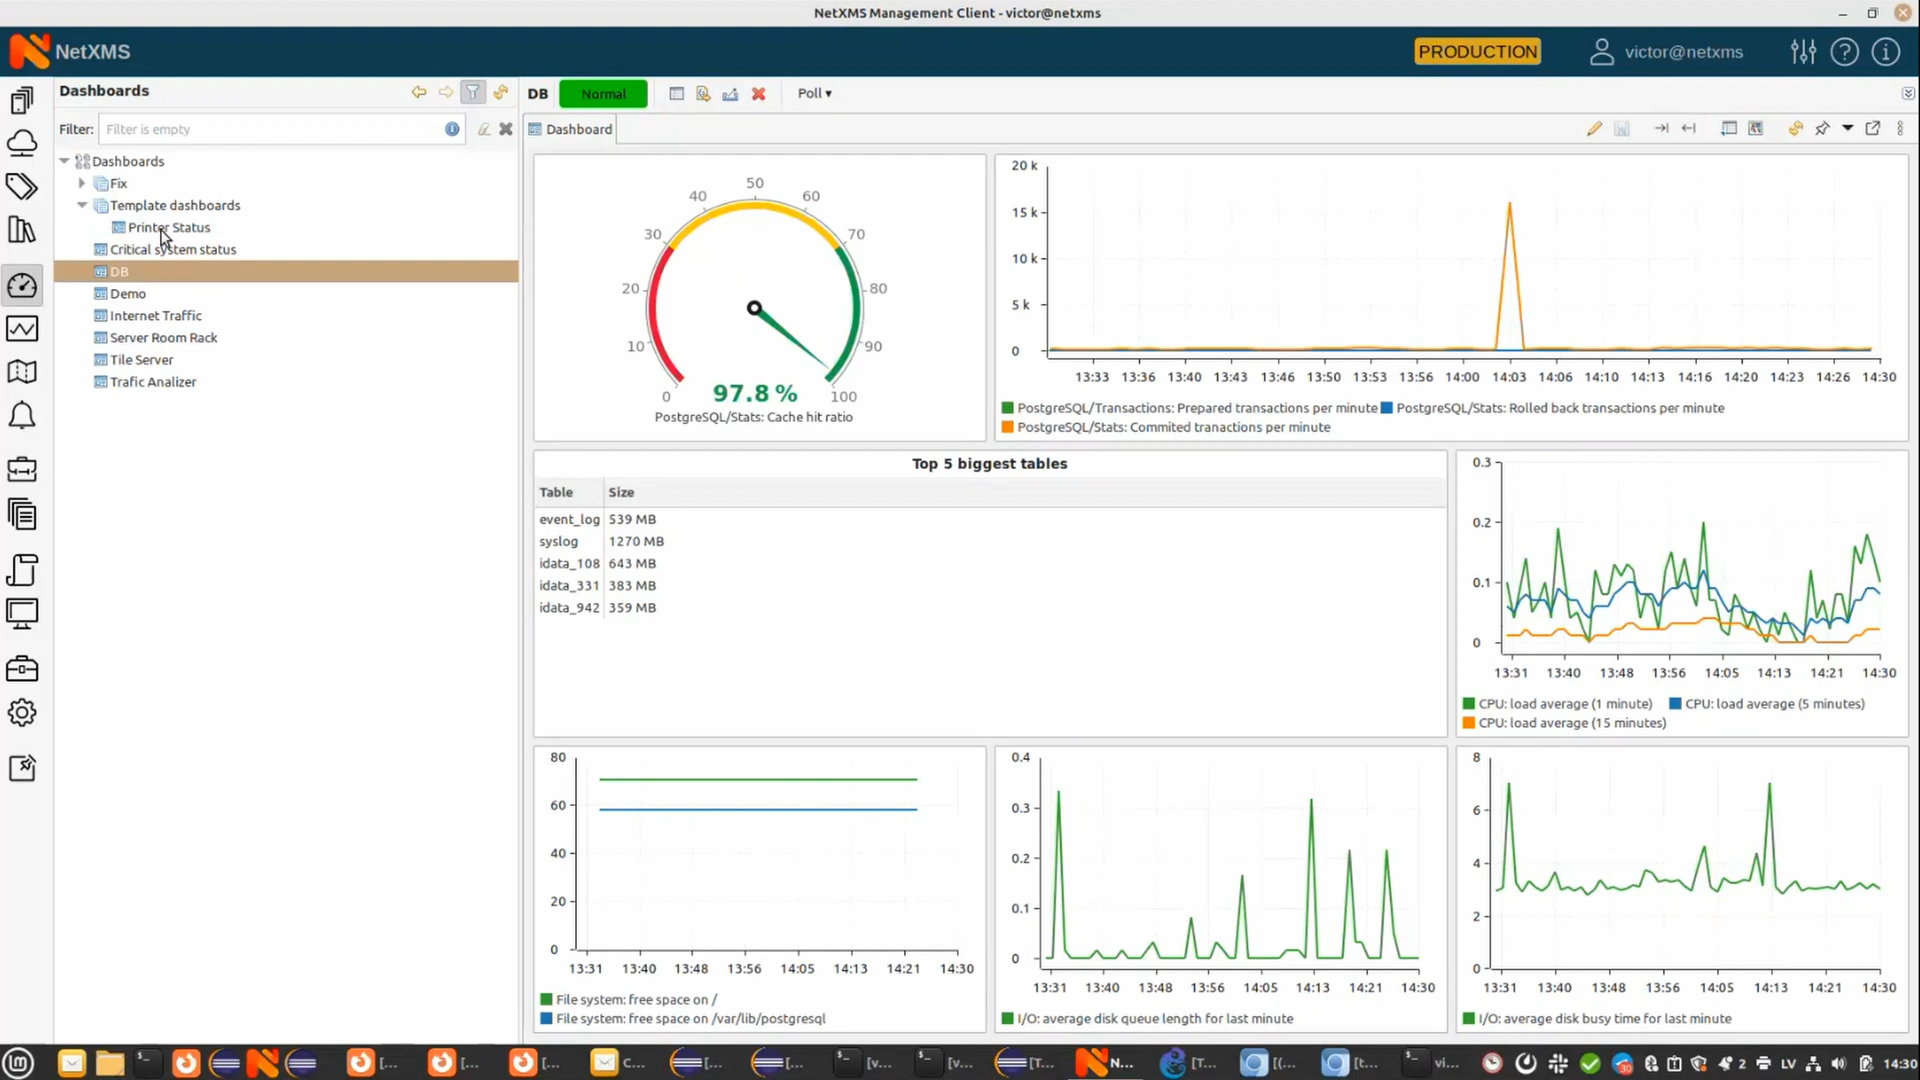 NetXMS Management Client - victor@netxms
NetXMS
PRODUCTION
victor@netxms
Dashboards
DB
Normal
Poll ▾
Filter:
Filter is empty
Dashboard
Dashboards
Fix
Template dashboards
Printer Status
Critical system status
DB
Demo
Internet Traffic
Server Room Rack
Tile Server
Trafic Analizer
0 10 20 30 40 50 60 70 80 90 100
97.8 %
PostgreSQL/Stats: Cache hit ratio
20 k
15 k
10 k
5 k
0
13:33 13:36 13:40 13:43 13:46 13:50 13:53 13:56 14:00 14:03 14:06 14:10 14:13 14:16 14:20 14:23 14:26 14:30
PostgreSQL/Transactions: Prepared transactions per minute PostgreSQL/Stats: Rolled back transactions per minute
PostgreSQL/Stats: Commited tranactions per minute
Top 5 biggest tables
Table Size
event_log 539 MB
syslog 1270 MB
idata_108 643 MB
idata_331 383 MB
idata_942 359 MB
0.3
0.2
0.1
0
13:31 13:40 13:48 13:56 14:05 14:13 14:21 14:30
CPU: load average (1 minute) CPU: load average (5 minutes)
CPU: load average (15 minutes)
80
60
40
20
0
13:31 13:40 13:48 13:56 14:05 14:13 14:21 14:30
File system: free space on /
File system: free space on /var/lib/postgresql
0.4
0.3
0.2
0.1
0
13:31 13:40 13:48 13:56 14:05 14:13 14:21 14:30
I/O: average disk queue length for last minute
8
6
4
2
0
13:31 13:40 13:48 13:56 14:05 14:13 14:21 14:30
I/O: average disk busy time for last minute
[... [... [... C... [... [... [v... [v... [T... N... [T... [(... [t... vi... 2 LV 14:30